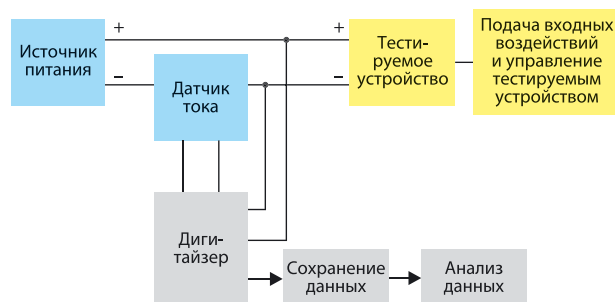 +
+
Источник
питания
–
–
Датчик
тока
Тести-
руемое
устройство
Подача входных
воздействий
и управление
тестируемым
устройством
Диги-
тайзер
Сохранение
данных
Анализ
данных